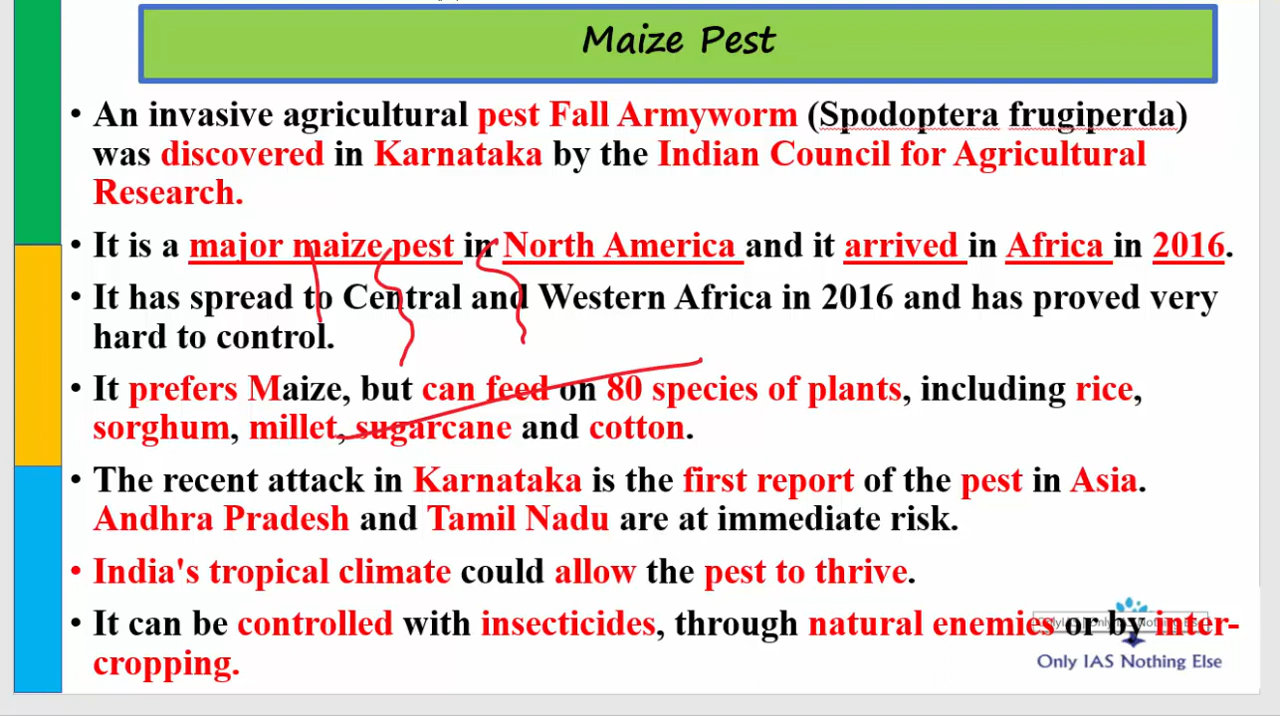 Maize Pest
• An invasive agricultural pest Fall Armyworm (Spodoptera frugiperda)
was discovered in Karnataka by the Indian Council for Agricultural
Research.
• It is a major maize pest in North America and it arrived in Africa in 2016.
• It has spread to Central and Western Africa in 2016 and has proved very
hard to control.
• It prefers Maize, but can feed on 80 species of plants, including rice,
sorghum, millet, sugarcane and cotton.
• The recent attack in Karnataka is the first report of the pest in Asia.
Andhra Pradesh and Tamil Nadu are at immediate risk.
• India's tropical climate could allow the pest to thrive.
• It can be controlled with insecticides, through natural enemies or by inter-
cropping.
Only IAS Nothing Else